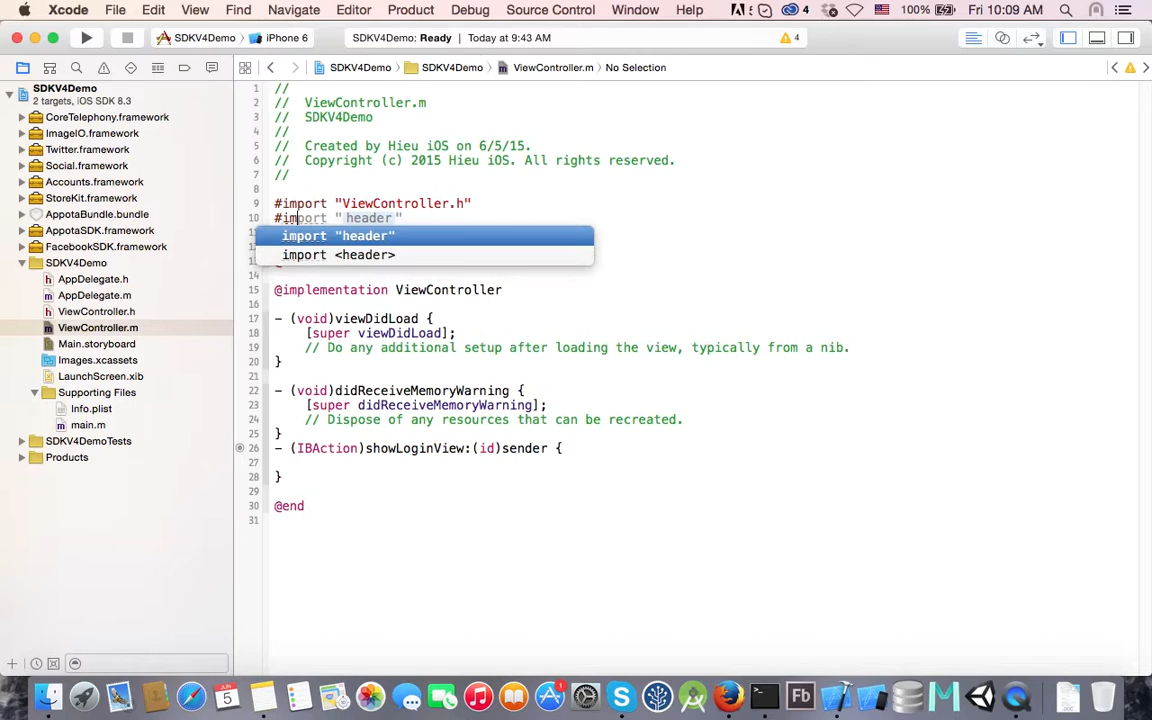 Xcode File Edit View Find Navigate Editor Product Debug Source Control Window Help 4 100% Fri 10:09 AM
SDKV4Demo iPhone 6 SDKV4Demo: Ready Today at 9:43 AM 4
SDKV4Demo SDKV4Demo ViewController.m No Selection
SDKV4Demo
2 targets, iOS SDK 8.3
CoreTelephony.framework
ImageIO.framework
Twitter.framework
Social.framework
Accounts.framework
StoreKit.framework
AppotaBundle.bundle
AppotaSDK.framework
FacebookSDK.framework
SDKV4Demo
AppDelegate.h
AppDelegate.m
ViewController.h
ViewController.m
Main.storyboard
Images.xcassets
LaunchScreen.xib
Supporting Files
Info.plist
main.m
SDKV4DemoTests
Products
1 //
2 // ViewController.m
3 // SDKV4Demo
4 //
5 // Created by Hieu iOS on 6/5/15.
6 // Copyright (c) 2015 Hieu iOS. All rights reserved.
7 //
8
9 #import "ViewController.h"
10 #import "header"
import "header"
import <header>
14
15 @implementation ViewController
16
17 - (void)viewDidLoad {
18 [super viewDidLoad];
19 // Do any additional setup after loading the view, typically from a nib.
20 }
21
22 - (void)didReceiveMemoryWarning {
23 [super didReceiveMemoryWarning];
24 // Dispose of any resources that can be recreated.
25 }
26 - (IBAction)showLoginView:(id)sender {
27
28 }
29
30 @end
31
JUN
5
1
Fb
DOC